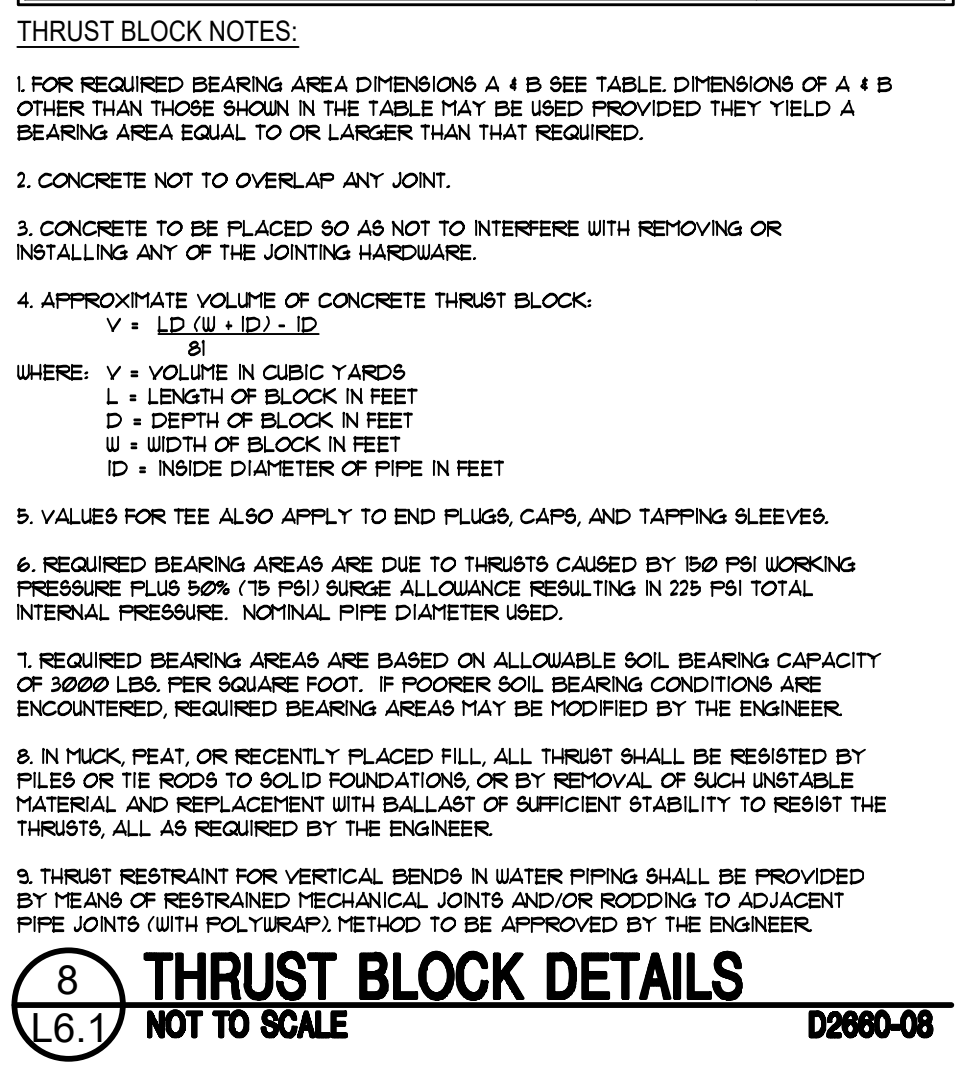 THRUST BLOCK NOTES:
1. FOR REQUIRED BEARING AREA DIMENSIONS A & B SEE TABLE. DIMENSIONS OF A & B
OTHER THAN THOSE SHOWN IN THE TABLE MAY BE USED PROVIDED THEY YIELD A
BEARING AREA EQUAL TO OR LARGER THAN THAT REQUIRED.
2. CONCRETE NOT TO OVERLAP ANY JOINT.
3. CONCRETE TO BE PLACED SO AS NOT TO INTERFERE WITH REMOVING OR
INSTALLING ANY OF THE JOINTING HARDWARE.
4. APPROXIMATE VOLUME OF CONCRETE THRUST BLOCK:
V = LD (W + ID) - ID
81
WHERE: V = VOLUME IN CUBIC YARDS
L = LENGTH OF BLOCK IN FEET
D = DEPTH OF BLOCK IN FEET
W = WIDTH OF BLOCK IN FEET
ID = INSIDE DIAMETER OF PIPE IN FEET
5. VALUES FOR TEE ALSO APPLY TO END PLUGS, CAPS, AND TAPPING SLEEVES.
6. REQUIRED BEARING AREAS ARE DUE TO THRUSTS CAUSED BY 150 PSI WORKING
PRESSURE PLUS 50% (75 PSI) SURGE ALLOWANCE RESULTING IN 225 PSI TOTAL
INTERNAL PRESSURE. NOMINAL PIPE DIAMETER USED.
7. REQUIRED BEARING AREAS ARE BASED ON ALLOWABLE SOIL BEARING CAPACITY
OF 3000 LBS. PER SQUARE FOOT. IF POORER SOIL BEARING CONDITIONS ARE
ENCOUNTERED, REQUIRED BEARING AREAS MAY BE MODIFIED BY THE ENGINEER.
8. IN MUCK, PEAT, OR RECENTLY PLACED FILL, ALL THRUST SHALL BE RESISTED BY
PILES OR TIE RODS TO SOLID FOUNDATIONS, OR BY REMOVAL OF SUCH UNSTABLE
MATERIAL AND REPLACEMENT WITH BALLAST OF SUFFICIENT STABILITY TO RESIST THE
THRUSTS, ALL AS REQUIRED BY THE ENGINEER.
9. THRUST RESTRAINT FOR VERTICAL BENDS IN WATER PIPING SHALL BE PROVIDED
BY MEANS OF RESTRAINED MECHANICAL JOINTS AND/OR RODDING TO ADJACENT
PIPE JOINTS (WITH POLYWRAP). METHOD TO BE APPROVED BY THE ENGINEER.
8 THRUST BLOCK DETAILS
L6.1 NOT TO SCALE D2660-08